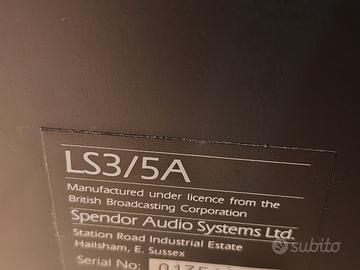 LS3/5A
Manufactured under licence from the
British Broadcasting Corporation
Spendor Audio Systems Ltd.
Station Road Industrial Estate
Hailsham, E. Sussex
Serial No:
subito